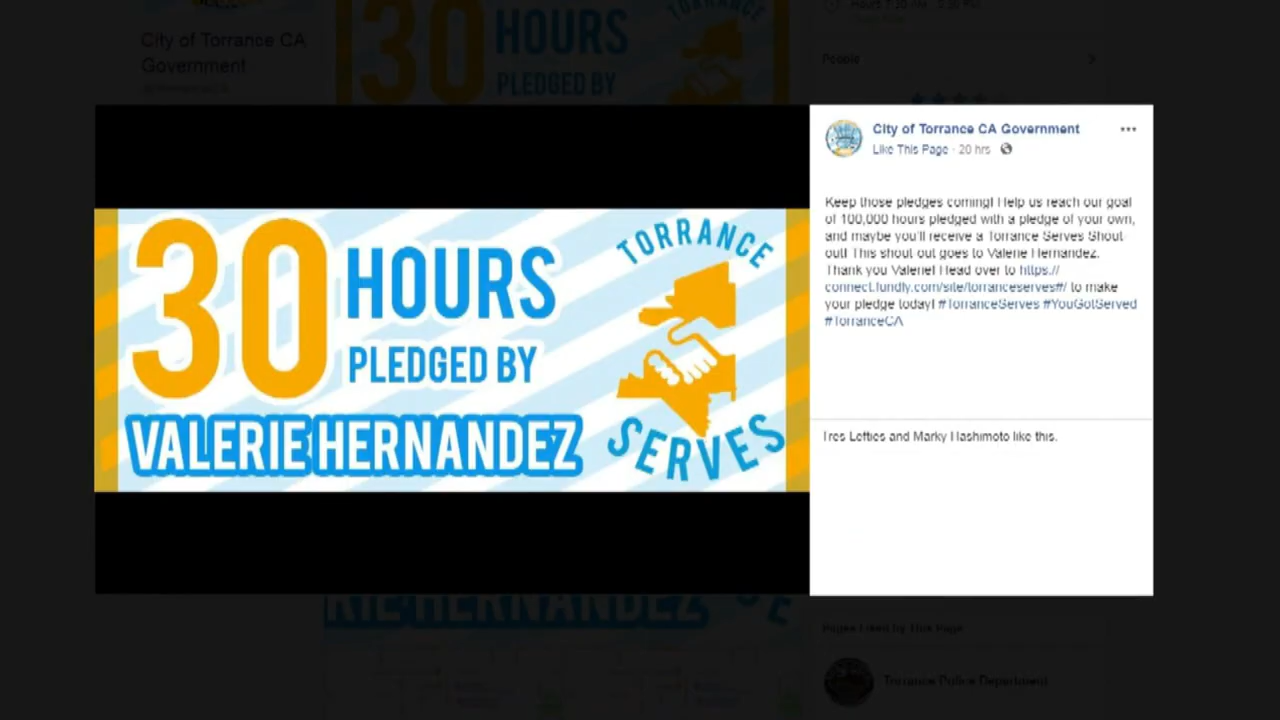 City of Torrance CA
Government
30 HOURS
PLEDGED BY
TORRANCE
People
30
HOURS
PLEDGED BY
VALERIE HERNANDEZ
TORRANCE
SERVES
City of Torrance CA Government
Like This Page · 20 hrs
Keep those pledges coming! Help us reach our goal
of 100,000 hours pledged with a pledge of your own,
and maybe you'll receive a Torrance Serves Shout
out! This shout out goes to Valerie Hernandez.
Thank you Valerie! Head over to https://
connect.fundly.com/site/torranceserves#/ to make
your pledge today! #TorranceServes #YouGotServed
#TorranceCA
Tres Lefties and Marky Hashimoto like this.
RIE HERNANDEZ
Pages Liked by This Page
Torrance Police Department